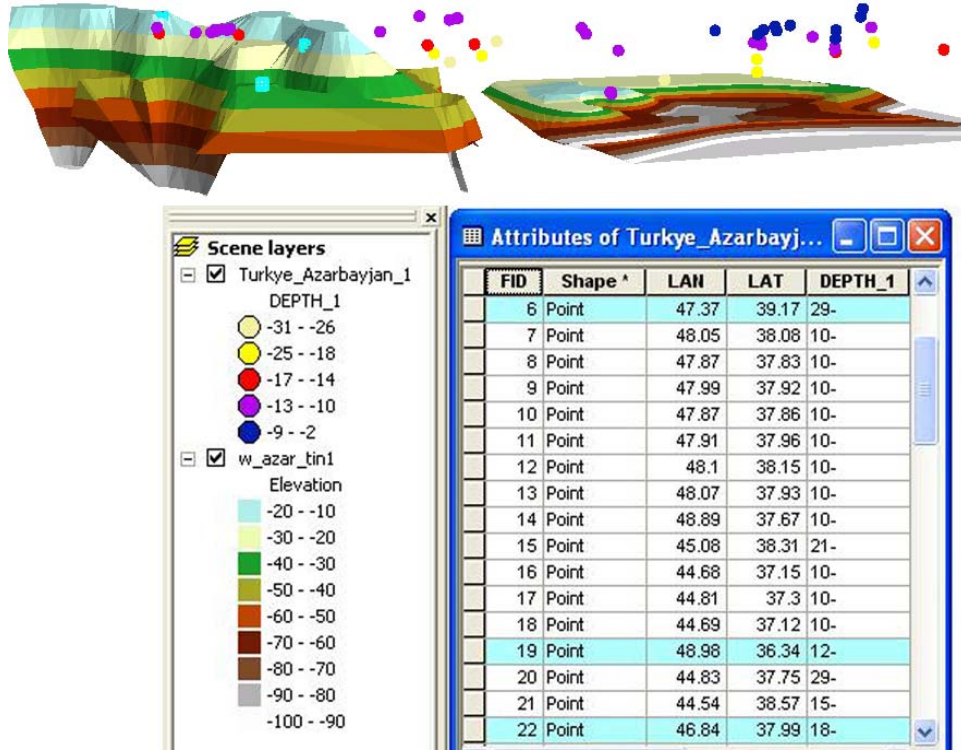 Scene layers
Turkye_Azarbayjan_1
DEPTH_1
-31 - -26
-25 - -18
-17 - -14
-13 - -10
-9 - -2
w_azar_tin1
Elevation
-20 - -10
-30 - -20
-40 - -30
-50 - -40
-60 - -50
-70 - -60
-80 - -70
-90 - -80
-100 - -90
Attributes of Turkye_Azarbayj...
FID Shape * LAN LAT DEPTH_1
6 Point 47.37 39.17 29-
7 Point 48.05 38.08 10-
8 Point 47.87 37.83 10-
9 Point 47.99 37.92 10-
10 Point 47.87 37.86 10-
11 Point 47.91 37.96 10-
12 Point 48.1 38.15 10-
13 Point 48.07 37.93 10-
14 Point 48.89 37.67 10-
15 Point 45.08 38.31 21-
16 Point 44.68 37.15 10-
17 Point 44.81 37.3 10-
18 Point 44.69 37.12 10-
19 Point 48.98 36.34 12-
20 Point 44.83 37.75 29-
21 Point 44.54 38.57 15-
22 Point 46.84 37.99 18-